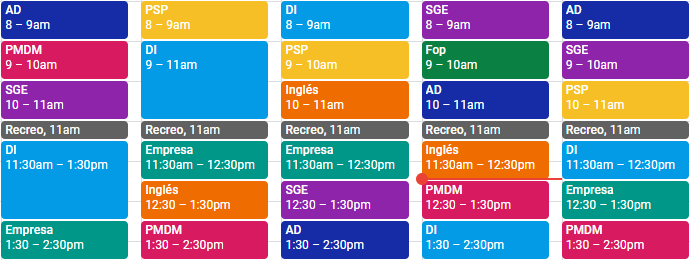 AD
8 – 9am
PMDM
9 – 10am
SGE
10 – 11am
Recreo, 11am
DI
11:30am – 1:30pm
Empresa
1:30 – 2:30pm
PSP
8 – 9am
DI
9 – 11am
Recreo, 11am
Empresa
11:30am – 12:30pm
Inglés
12:30 – 1:30pm
PMDM
1:30 – 2:30pm
DI
8 – 9am
PSP
9 – 10am
Inglés
10 – 11am
Recreo, 11am
Empresa
11:30am – 12:30pm
SGE
12:30 – 1:30pm
AD
1:30 – 2:30pm
SGE
8 – 9am
Fop
9 – 10am
AD
10 – 11am
Recreo, 11am
Inglés
11:30am – 12:30pm
PMDM
12:30 – 1:30pm
DI
1:30 – 2:30pm
AD
8 – 9am
SGE
9 – 10am
PSP
10 – 11am
Recreo, 11am
DI
11:30am – 12:30pm
Empresa
12:30 – 1:30pm
PMDM
1:30 – 2:30pm